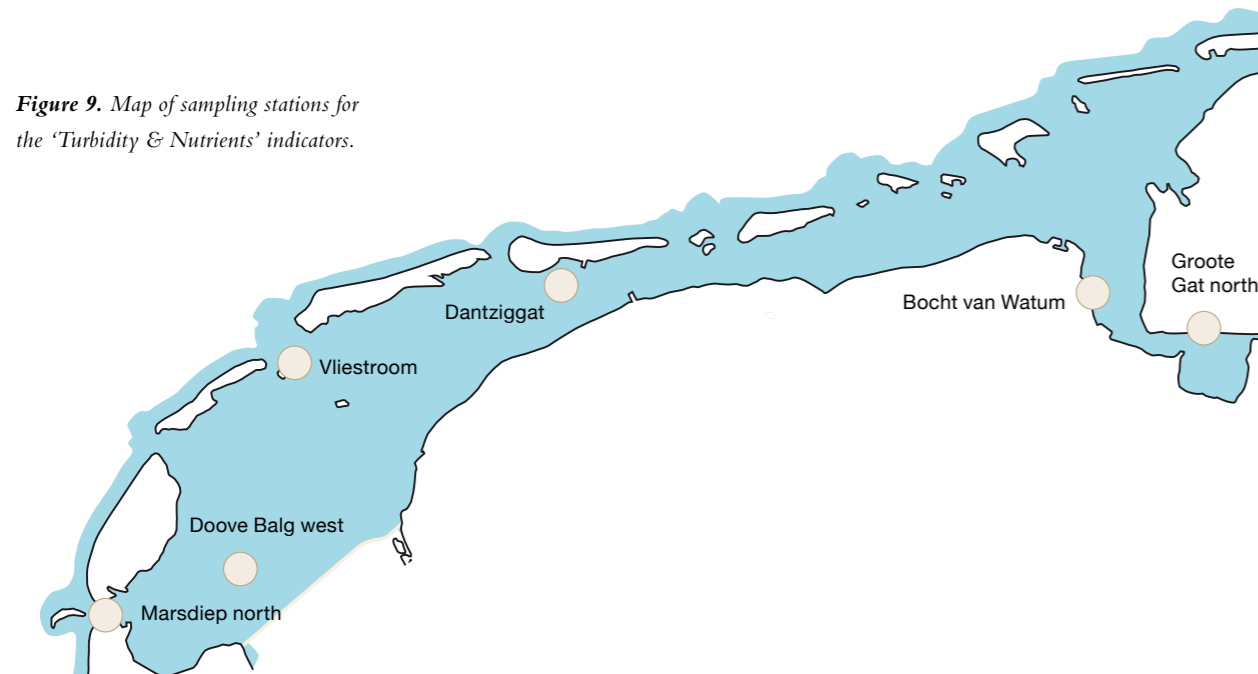 Figure 9. Map of sampling stations for
the ‘Turbidity & Nutrients’ indicators.
Groote
Gat north
Bocht van Watum
Dantziggat
Vliestroom
Doove Balg west
Marsdiep north